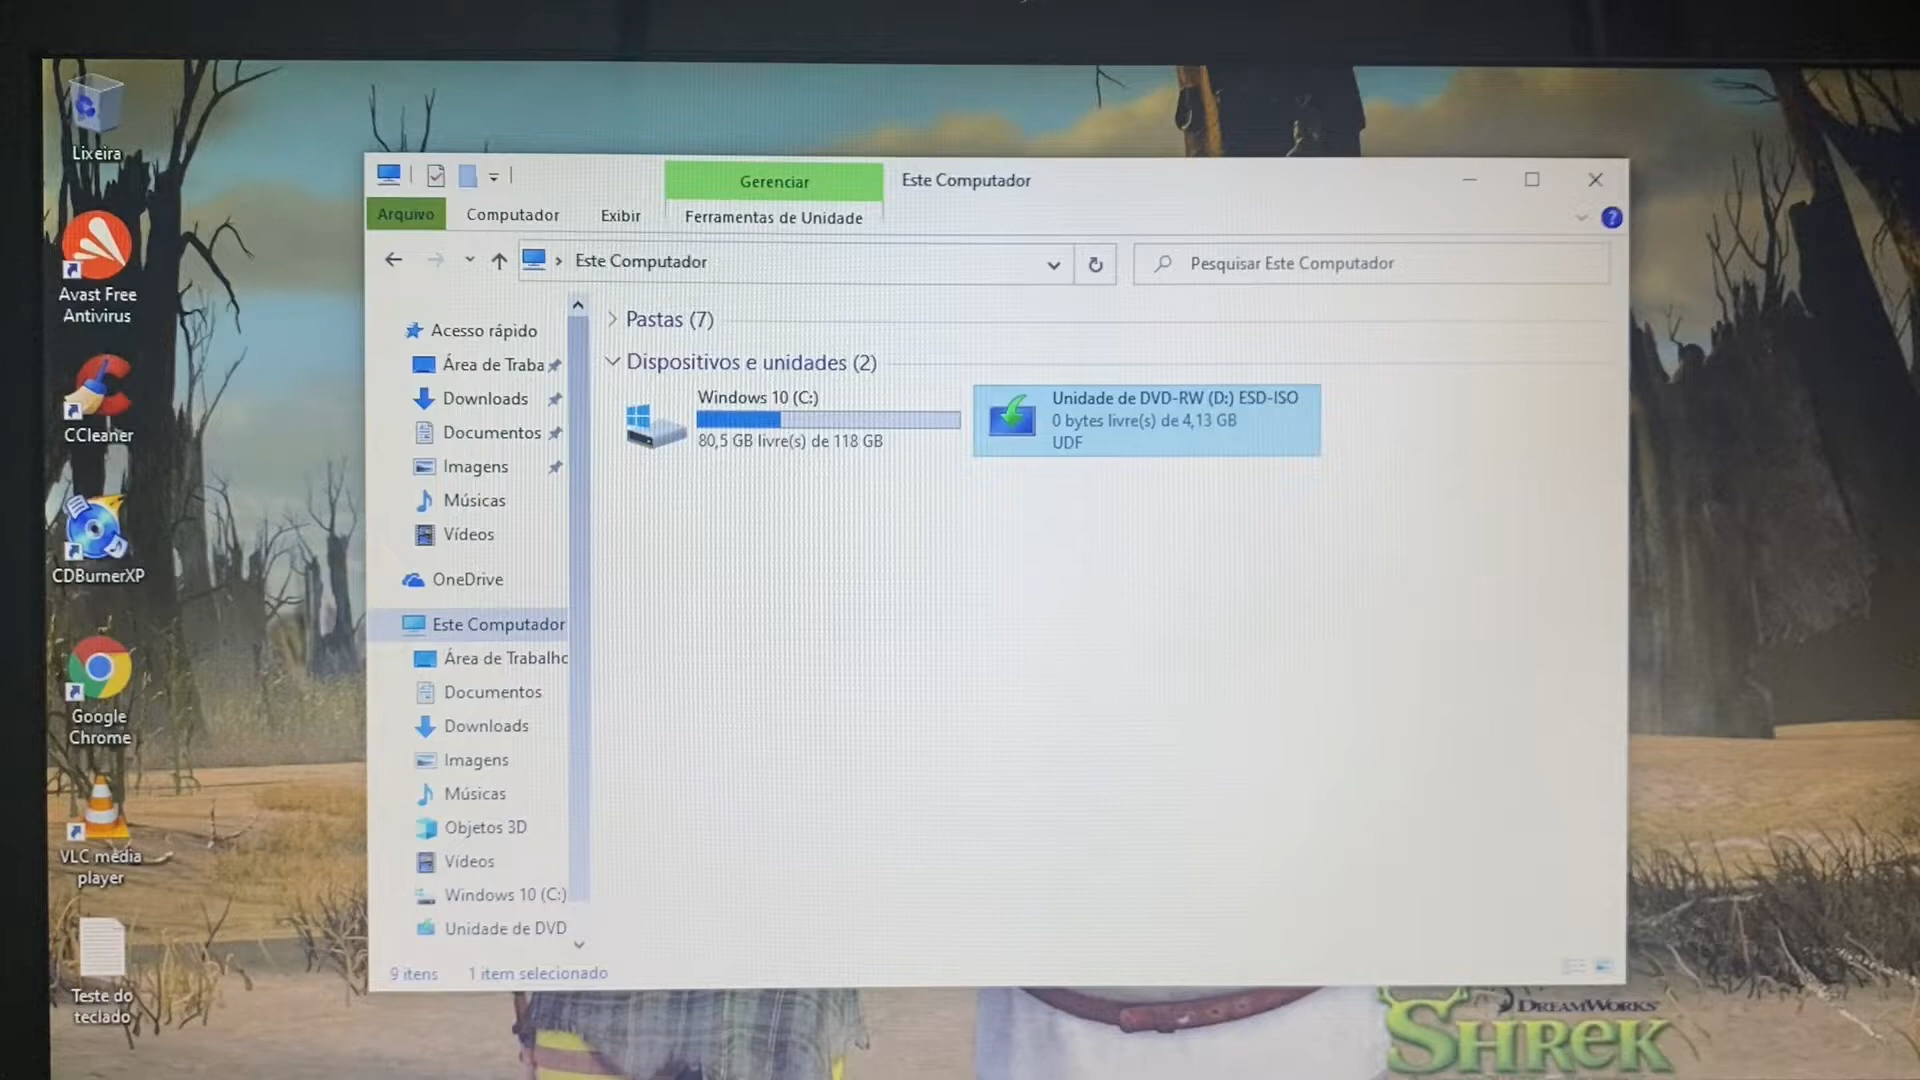 Lixeira
Avast Free
Antivirus
CCleaner
CDBurnerXP
Google
Chrome
VLC media
player
Teste do
teclado
Gerenciar
Este Computador
Arquivo
Computador
Exibir
Ferramentas de Unidade
Este Computador
Pesquisar Este Computador
Acesso rápido
Área de Traba
Downloads
Documentos
Imagens
Músicas
Vídeos
OneDrive
Este Computador
Área de Trabalho
Documentos
Downloads
Imagens
Músicas
Objetos 3D
Vídeos
Windows 10 (C:)
Unidade de DVD
Pastas (7)
Dispositivos e unidades (2)
Windows 10 (C:)
80,5 GB livre(s) de 118 GB
Unidade de DVD-RW (D:) ESD-ISO
0 bytes livre(s) de 4,13 GB
UDF
9 itens
1 item selecionado
DREAMWORKS
SHREK